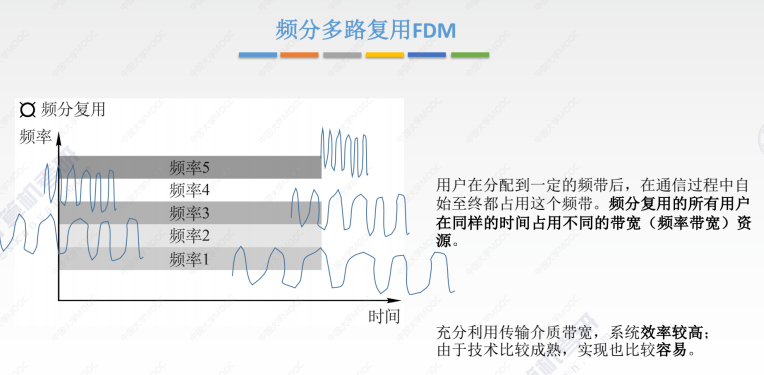 频分多路复用FDM
频分复用
频率
频率5
频率4
频率3
频率2
频率1
时间
用户在分配到一定的频带后，在通信过程中自
始至终都占用这个频带。频分复用的所有用户
在同样的时间占用不同的带宽（频率带宽）资
源。
充分利用传输介质带宽，系统效率较高；
由于技术比较成熟，实现也比较容易。